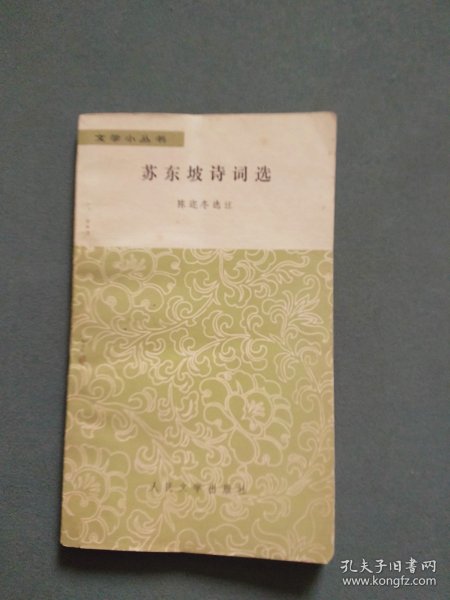 文学小丛书
苏东坡诗词选
陈迩冬选注
人民文学出版社
孔夫子旧书网
www.kongfz.com